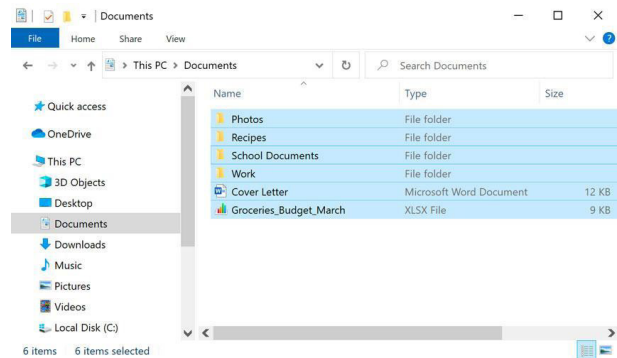 Documents
File Home Share View
This PC Documents Search Documents
Name Type Size
Quick access
OneDrive
This PC
3D Objects
Desktop
Documents
Downloads
Music
Pictures
Videos
Local Disk (C:)
Photos File folder
Recipes File folder
School Documents File folder
Work File folder
Cover Letter Microsoft Word Document 12 KB
Groceries_Budget_March XLSX File 9 KB
6 items 6 items selected